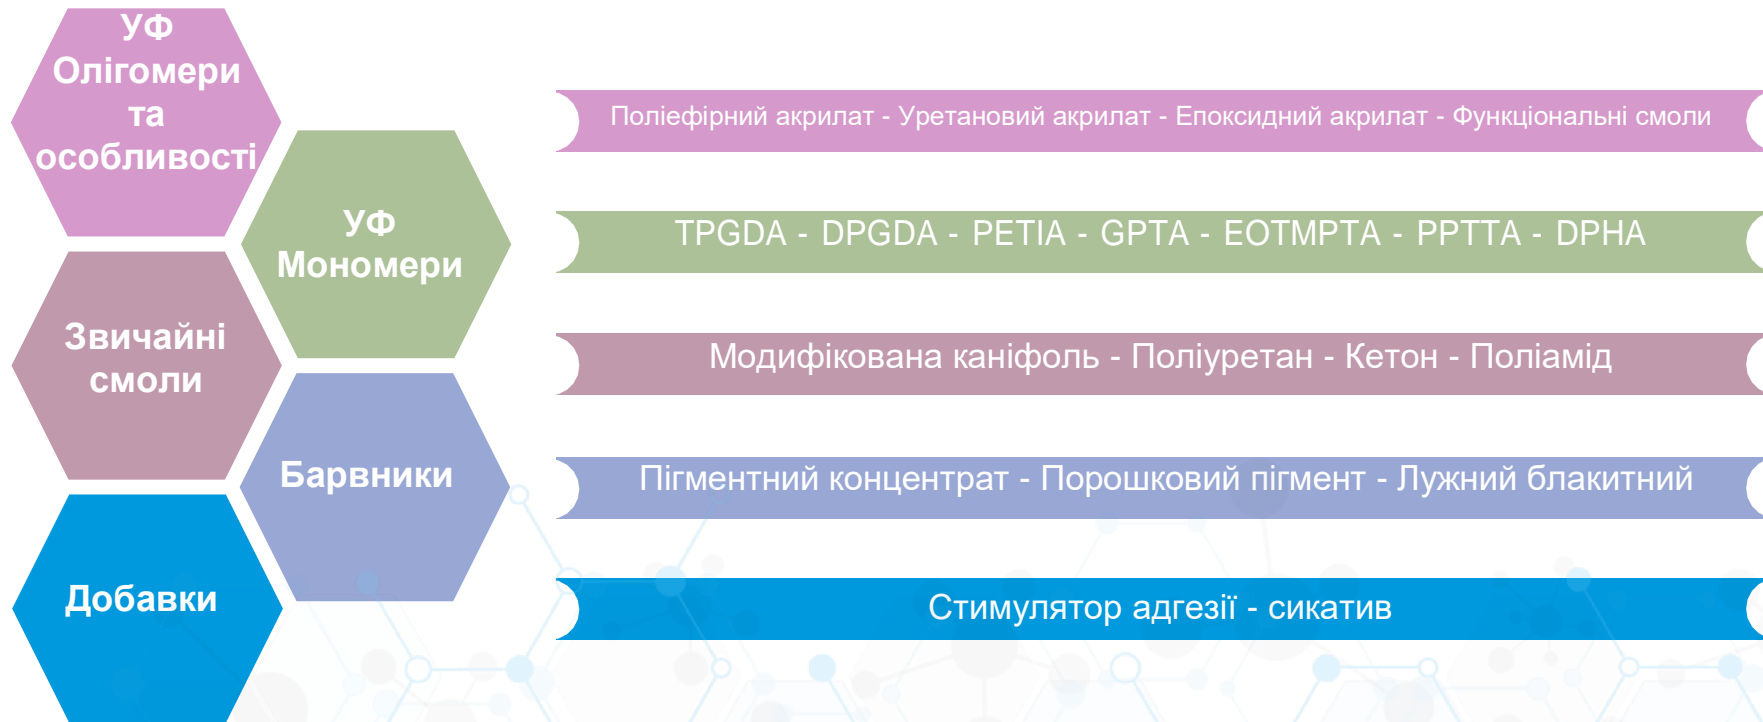 УФ
Олігомери
та
особливості
Поліефірний акрилат - Уретановий акрилат - Епоксидний акрилат - Функціональні смоли
УФ
Мономери
TPGDA - DPGDA - PETIA - GPTA - EOTMPTA - PPTTA - DPHA
Звичайні
смоли
Модифікована каніфоль - Поліуретан - Кетон - Поліамід
Барвники
Пігментний концентрат - Порошковий пігмент - Лужний блакитний
Добавки
Стимулятор адгезії - сикатив